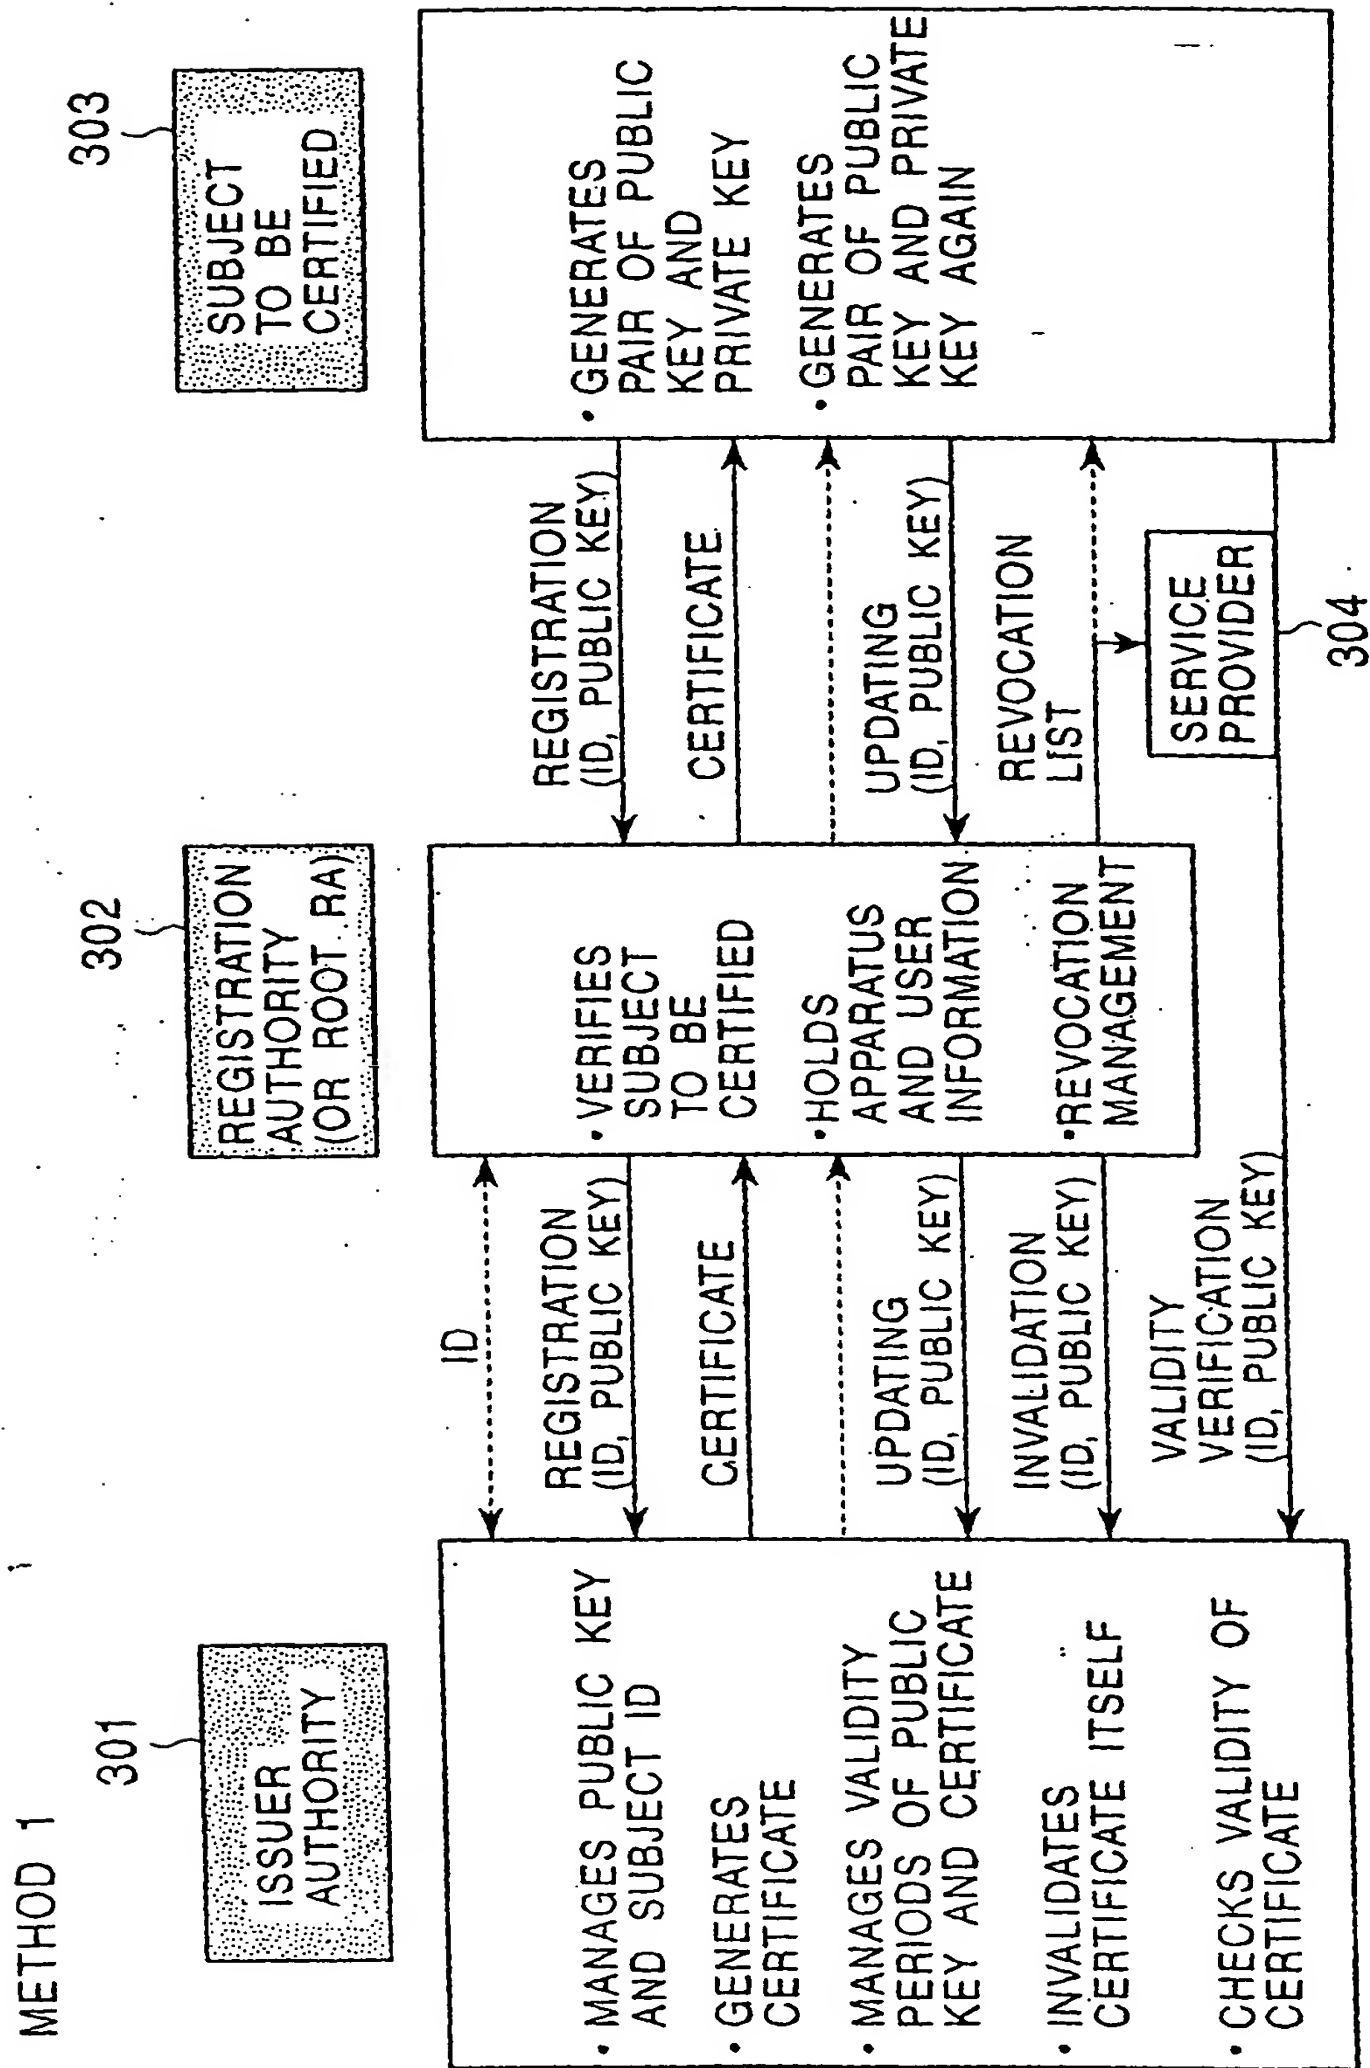 METHOD 1
301
ISSUER
AUTHORITY
302
REGISTRATION
AUTHORITY
(OR ROOT RA)
303
SUBJECT
TO BE
CERTIFIED
• MANAGES PUBLIC KEY
AND SUBJECT ID
• GENERATES
CERTIFICATE
• MANAGES VALIDITY
PERIODS OF PUBLIC
KEY AND CERTIFICATE
• INVALIDATES
CERTIFICATE ITSELF
• CHECKS VALIDITY OF
CERTIFICATE
ID
REGISTRATION
(ID, PUBLIC KEY)
CERTIFICATE
UPDATING
(ID, PUBLIC KEY)
INVALIDATION
(ID, PUBLIC KEY)
VALIDITY
VERIFICATION
(ID, PUBLIC KEY)
• VERIFIES
SUBJECT
TO BE
CERTIFIED
• HOLDS
APPARATUS
AND USER
INFORMATION
• REVOCATION
MANAGEMENT
REGISTRATION
(ID, PUBLIC KEY)
CERTIFICATE
UPDATING
(ID, PUBLIC KEY)
REVOCATION
LIST
SERVICE
PROVIDER
304
• GENERATES
PAIR OF PUBLIC
KEY AND
PRIVATE KEY
• GENERATES
PAIR OF PUBLIC
KEY AND PRIVATE
KEY AGAIN